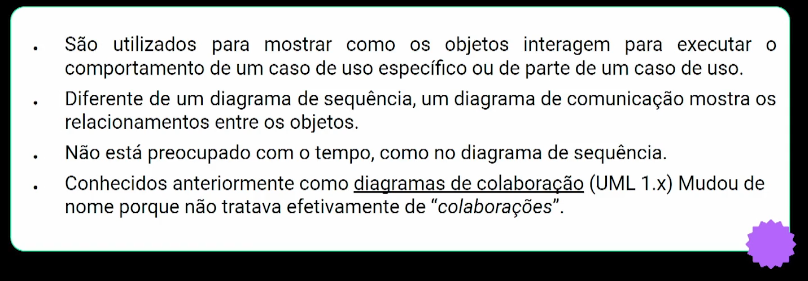 • São utilizados para mostrar como os objetos interagem para executar o
comportamento de um caso de uso específico ou de parte de um caso de uso.
• Diferente de um diagrama de sequência, um diagrama de comunicação mostra os
relacionamentos entre os objetos.
• Não está preocupado com o tempo, como no diagrama de sequência.
• Conhecidos anteriormente como diagramas de colaboração (UML 1.x) Mudou de
nome porque não tratava efetivamente de “colaborações”.